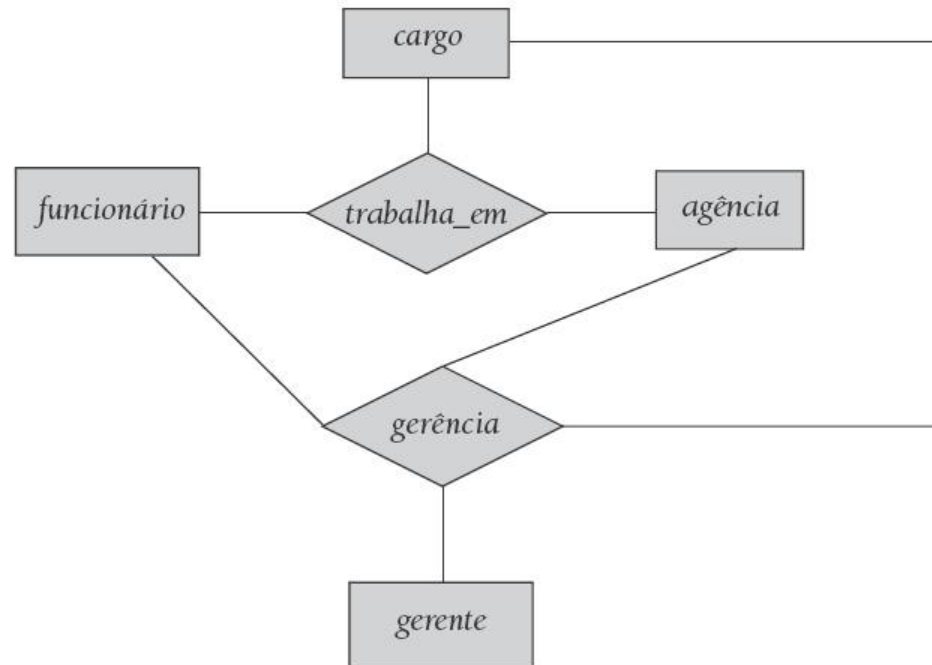 cargo
funcionário
trabalha_em
agência
gerência
gerente